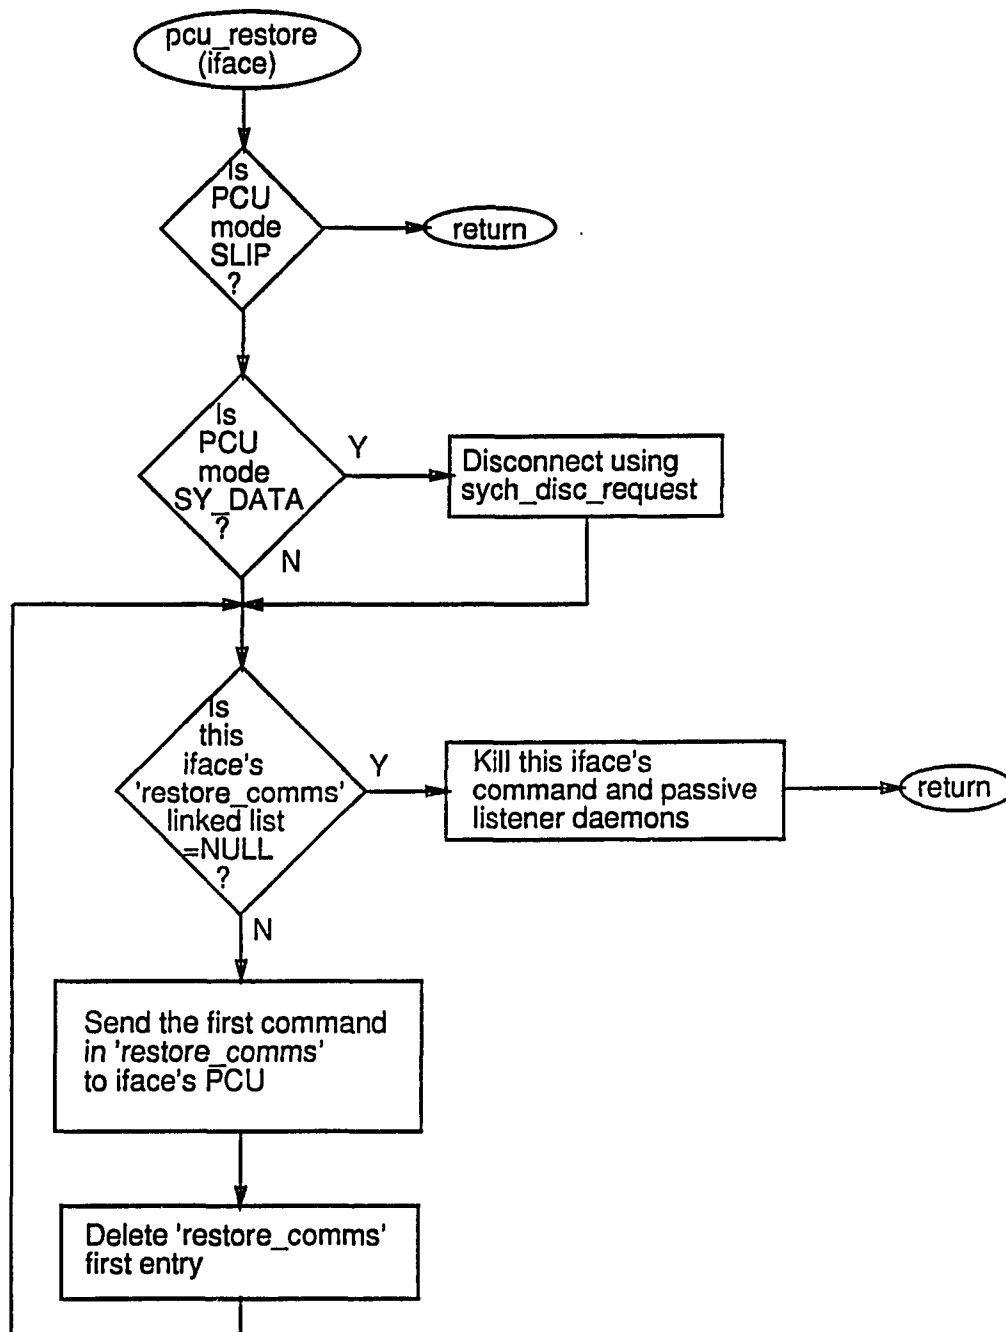 pcu_restore
(iface)
Is
PCU
mode
SLIP
?
return
Is
PCU
mode
SY_DATA
?
Y
Disconnect using
sych_disc_request
N
Is
this
iface's
'restore_comms'
linked list
=NULL
?
Y
Kill this iface's
command and passive
listener daemons
return
N
Send the first command
in 'restore_comms'
to iface's PCU
Delete 'restore_comms'
first entry